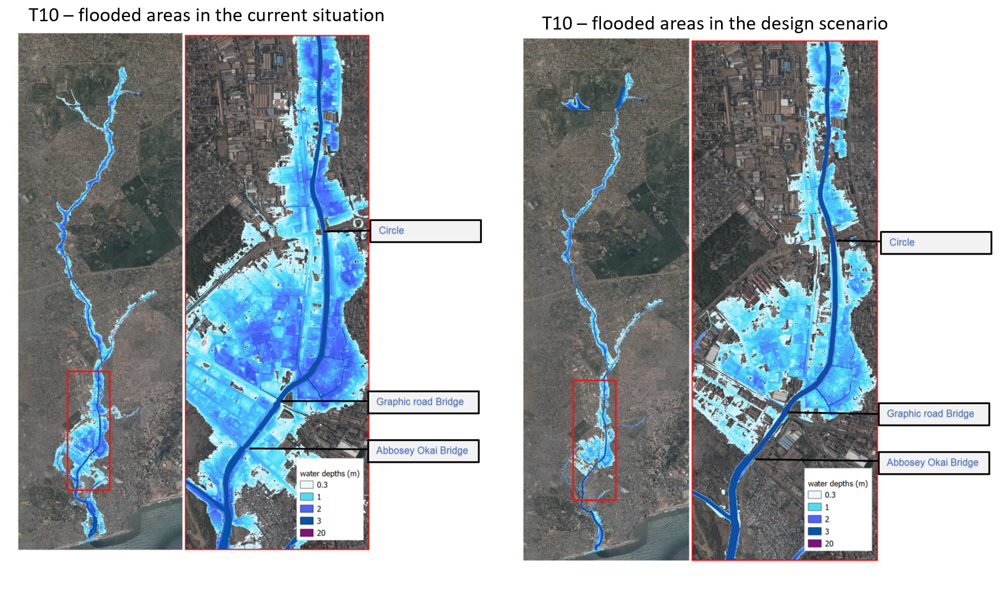 T10 – flooded areas in the current situation
Circle
Graphic road Bridge
Abbosey Okai Bridge
water depths (m)
0.3
1
2
3
20
T10 – flooded areas in the design scenario
Circle
Graphic road Bridge
Abbosey Okai Bridge
water depths (m)
0.3
1
2
3
20